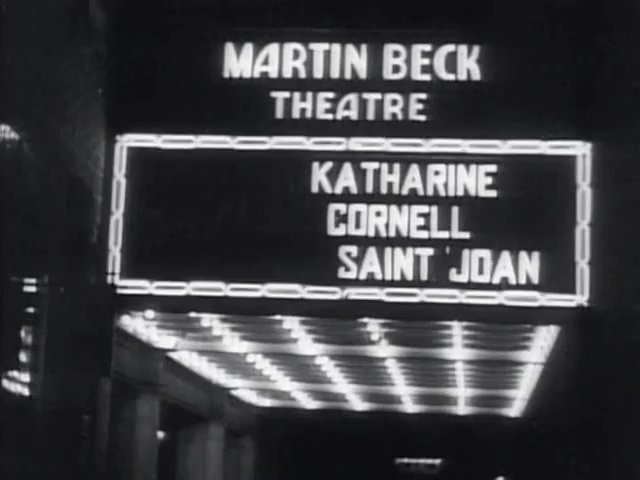 MARTIN BECK
THEATRE
KATHARINE
CORNELL
SAINT JOAN